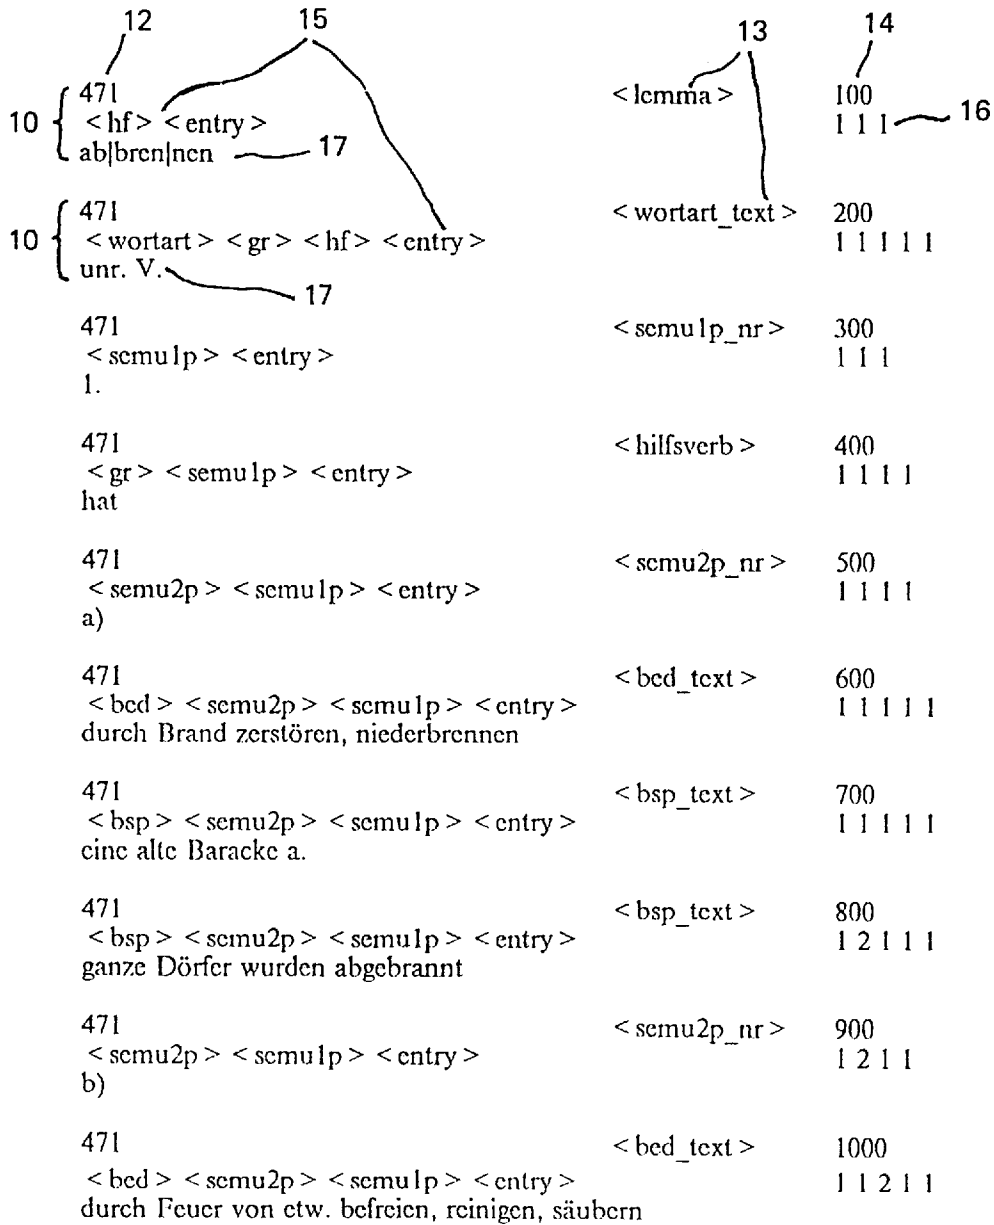 12 15 13 14
471 <lemma> 100
10 <hf> <entry> 1 1 1 16
ab|bren|nen 17
471 <wortart_text> 200
10 <wortart> <gr> <hf> <entry> 1 1 1 1 1
unr. V. 17
471 <semu1p_nr> 300
<semu1p> <entry> 1 1 1
1.
471 <hilfsverb> 400
<gr> <semu1p> <entry> 1 1 1 1
hat
471 <semu2p_nr> 500
<semu2p> <semu1p> <entry> 1 1 1 1
a)
471 <bed_text> 600
<bed> <semu2p> <semu1p> <entry> 1 1 1 1 1
durch Brand zerstören, niederbrennen
471 <bsp_text> 700
<bsp> <semu2p> <semu1p> <entry> 1 1 1 1 1
eine alte Baracke a.
471 <bsp_text> 800
<bsp> <semu2p> <semu1p> <entry> 1 2 1 1 1
ganze Dörfer wurden abgebrannt
471 <semu2p_nr> 900
<semu2p> <semu1p> <entry> 1 2 1 1
b)
471 <bed_text> 1000
<bed> <semu2p> <semu1p> <entry> 1 1 2 1 1
durch Feuer von etw. befreien, reinigen, säubern